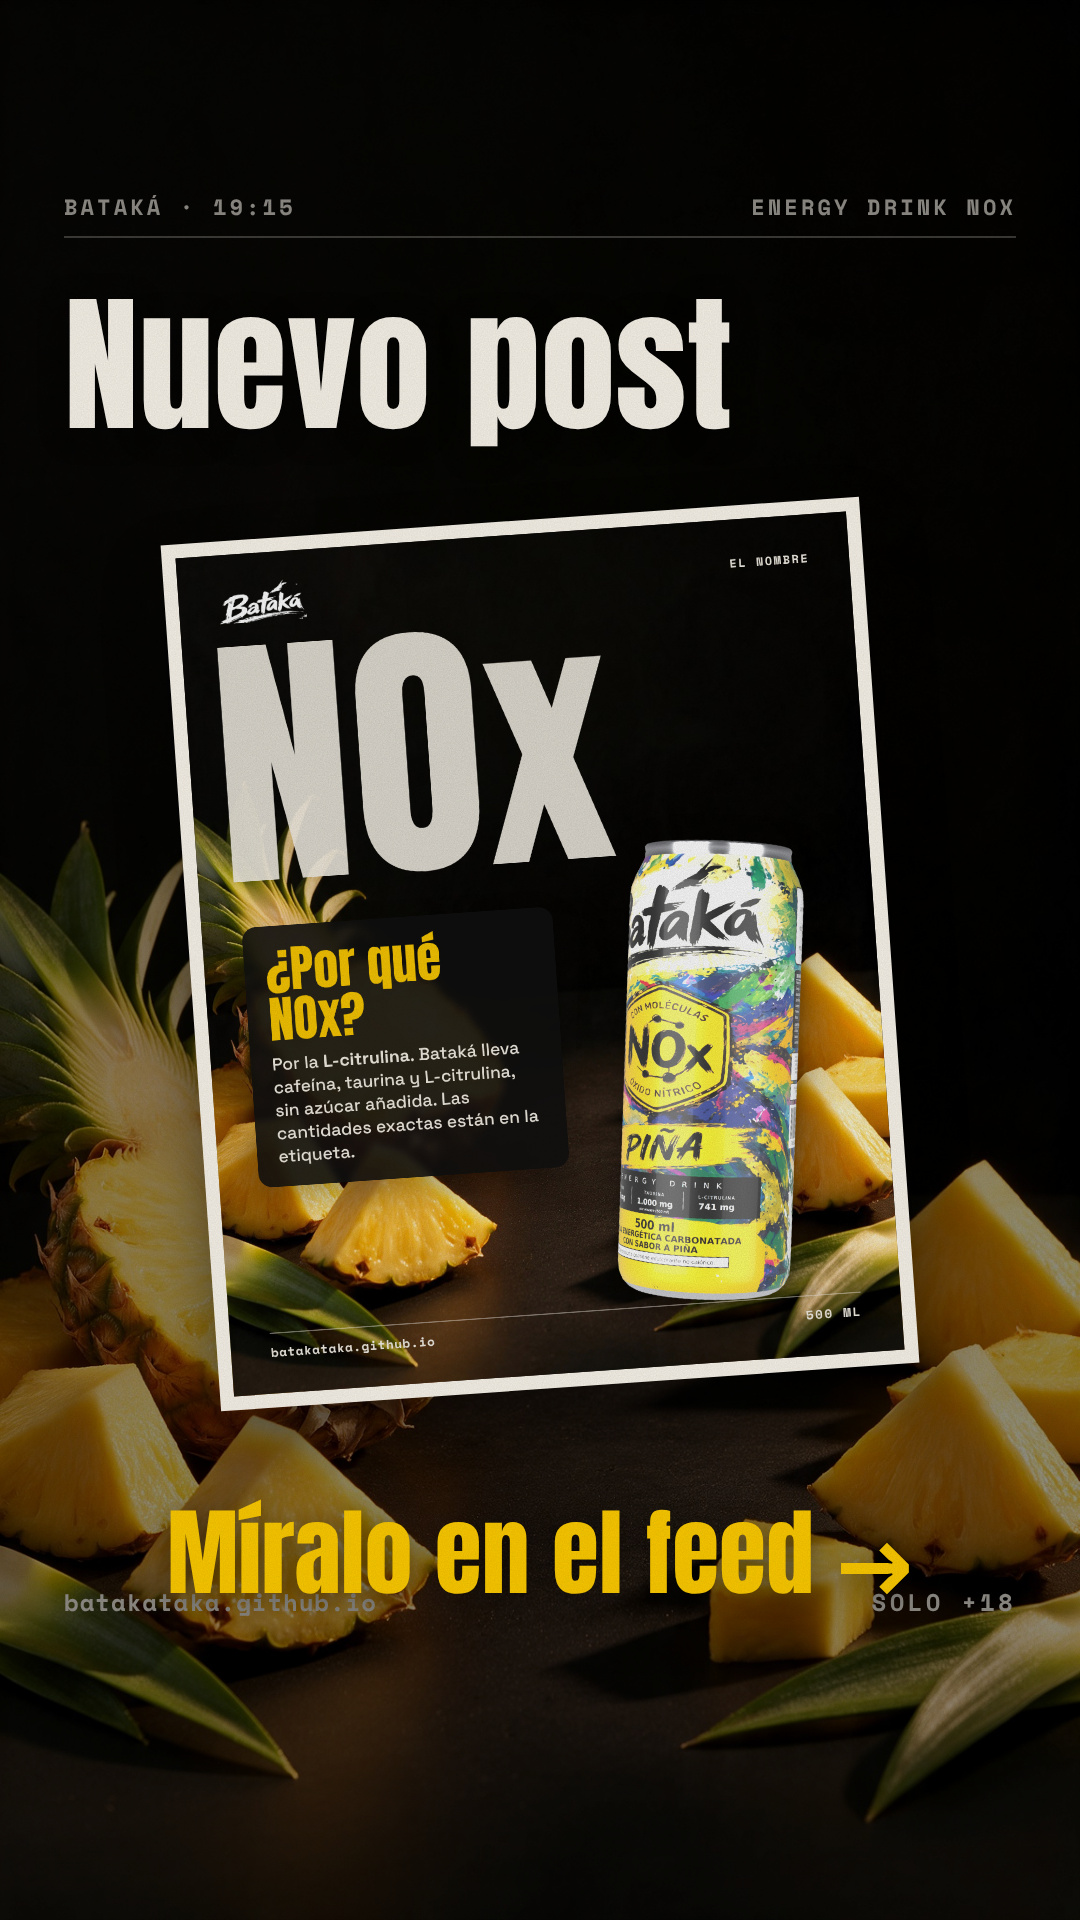 BATAKÁ · 19:15
ENERGY DRINK NOX
Nuevo post
EL NOMBRE
Bataká
NOx
¿Por qué
NOx?
Por la L-citrulina. Bataká lleva
cafeína, taurina y L-citrulina,
sin azúcar añadida. Las
cantidades exactas están en la
etiqueta.
ataká
CON MOLÉCULAS
NOx
ÓXIDO NÍTRICO
PIÑA
ERGY DRINK
TAURINA
1.000 mg
L-CITRULINA
741 mg
500 ml
ENERGÉTICA CARBONATADA
CON SABOR A PIÑA
500 ML
batakataka.github.io
Míralo en el feed →
batakataka.github.io
SOLO +18